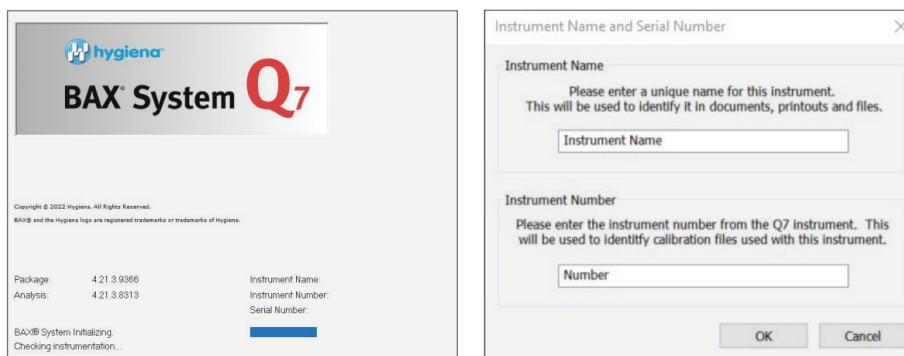 hygiena
BAX® System Q7
Copyright © 2022 Hygiena. All Rights Reserved.
BAX® and the Hygiena logo are registered trademarks or trademarks of Hygiena.
Package: 4.21.3.9366 Instrument Name:
Analysis: 4.21.3.8313 Instrument Number:
Serial Number:
BAX® System Initializing.
Checking instrumentation...
Instrument Name and Serial Number
Instrument Name
Please enter a unique name for this instrument.
This will be used to identify it in documents, printouts and files.
Instrument Name
Instrument Number
Please enter the instrument number from the Q7 instrument. This
will be used to identitfy calibration files used with this instrument.
Number
OK Cancel